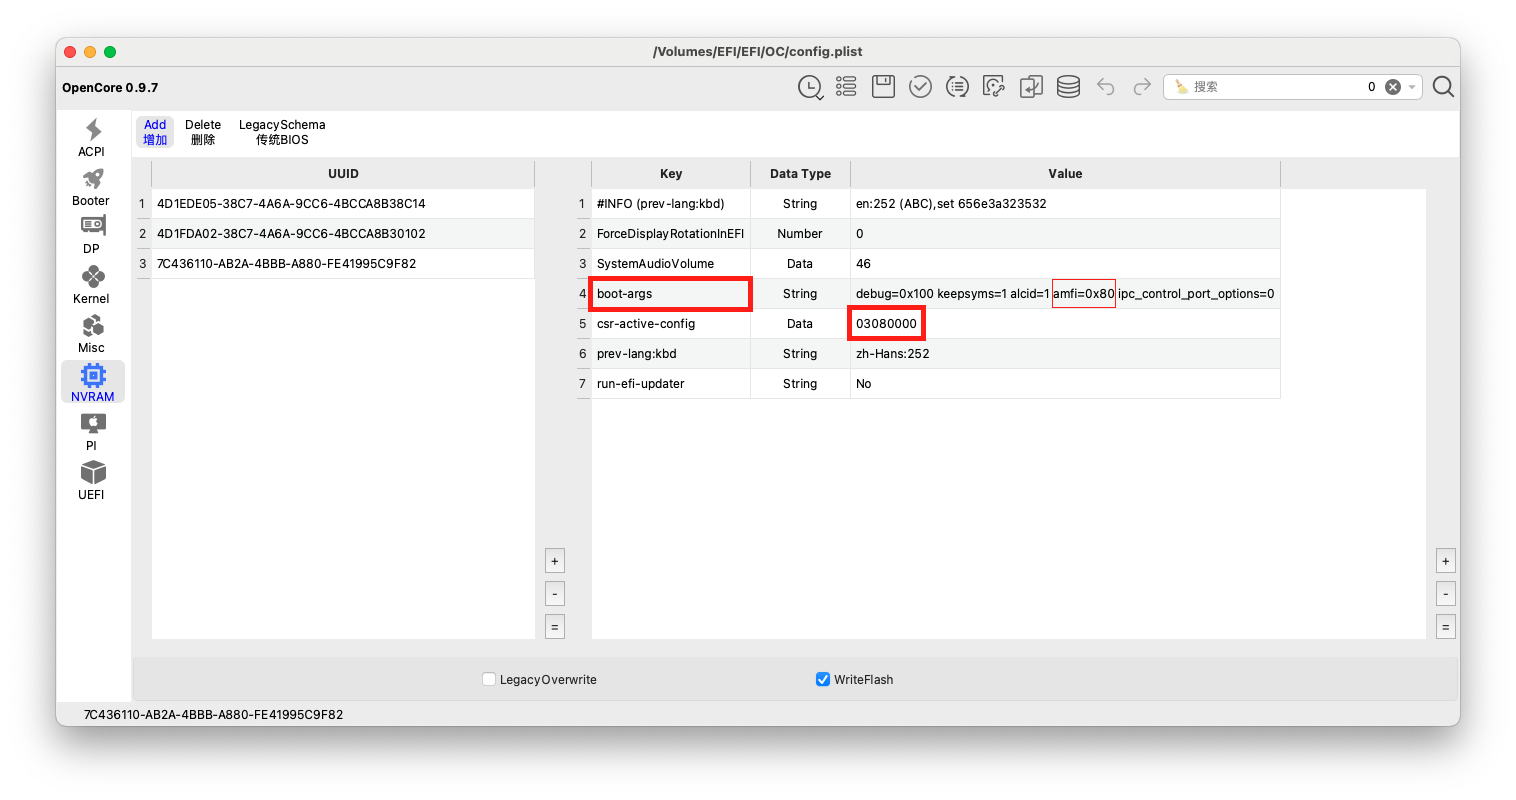 /Volumes/EFI/EFI/OC/config.plist
OpenCore 0.9.7
搜索 0
ACPI
Booter
DP
Kernel
Misc
NVRAM
PI
UEFI
Add Delete LegacySchema
增加 删除 传统BIOS
UUID
1 4D1EDE05-38C7-4A6A-9CC6-4BCCA8B38C14
2 4D1FDA02-38C7-4A6A-9CC6-4BCCA8B30102
3 7C436110-AB2A-4BBB-A880-FE41995C9F82
+
-
=
Key Data Type Value
1 #INFO (prev-lang:kbd) String en:252 (ABC),set 656e3a323532
2 ForceDisplayRotationInEFI Number 0
3 SystemAudioVolume Data 46
4 boot-args String debug=0x100 keepsyms=1 alcid=1 amfi=0x80 ipc_control_port_options=0
5 csr-active-config Data 03080000
6 prev-lang:kbd String zh-Hans:252
7 run-efi-updater String No
+
-
=
LegacyOverwrite WriteFlash
7C436110-AB2A-4BBB-A880-FE41995C9F82